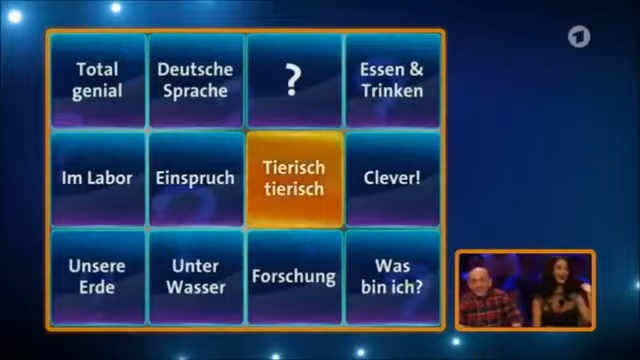 Total
genial
Deutsche
Sprache
?
Essen &
Trinken
Im Labor
Einspruch
Tierisch
tierisch
Clever!
Unsere
Erde
Unter
Wasser
Forschung
Was
bin ich?
1